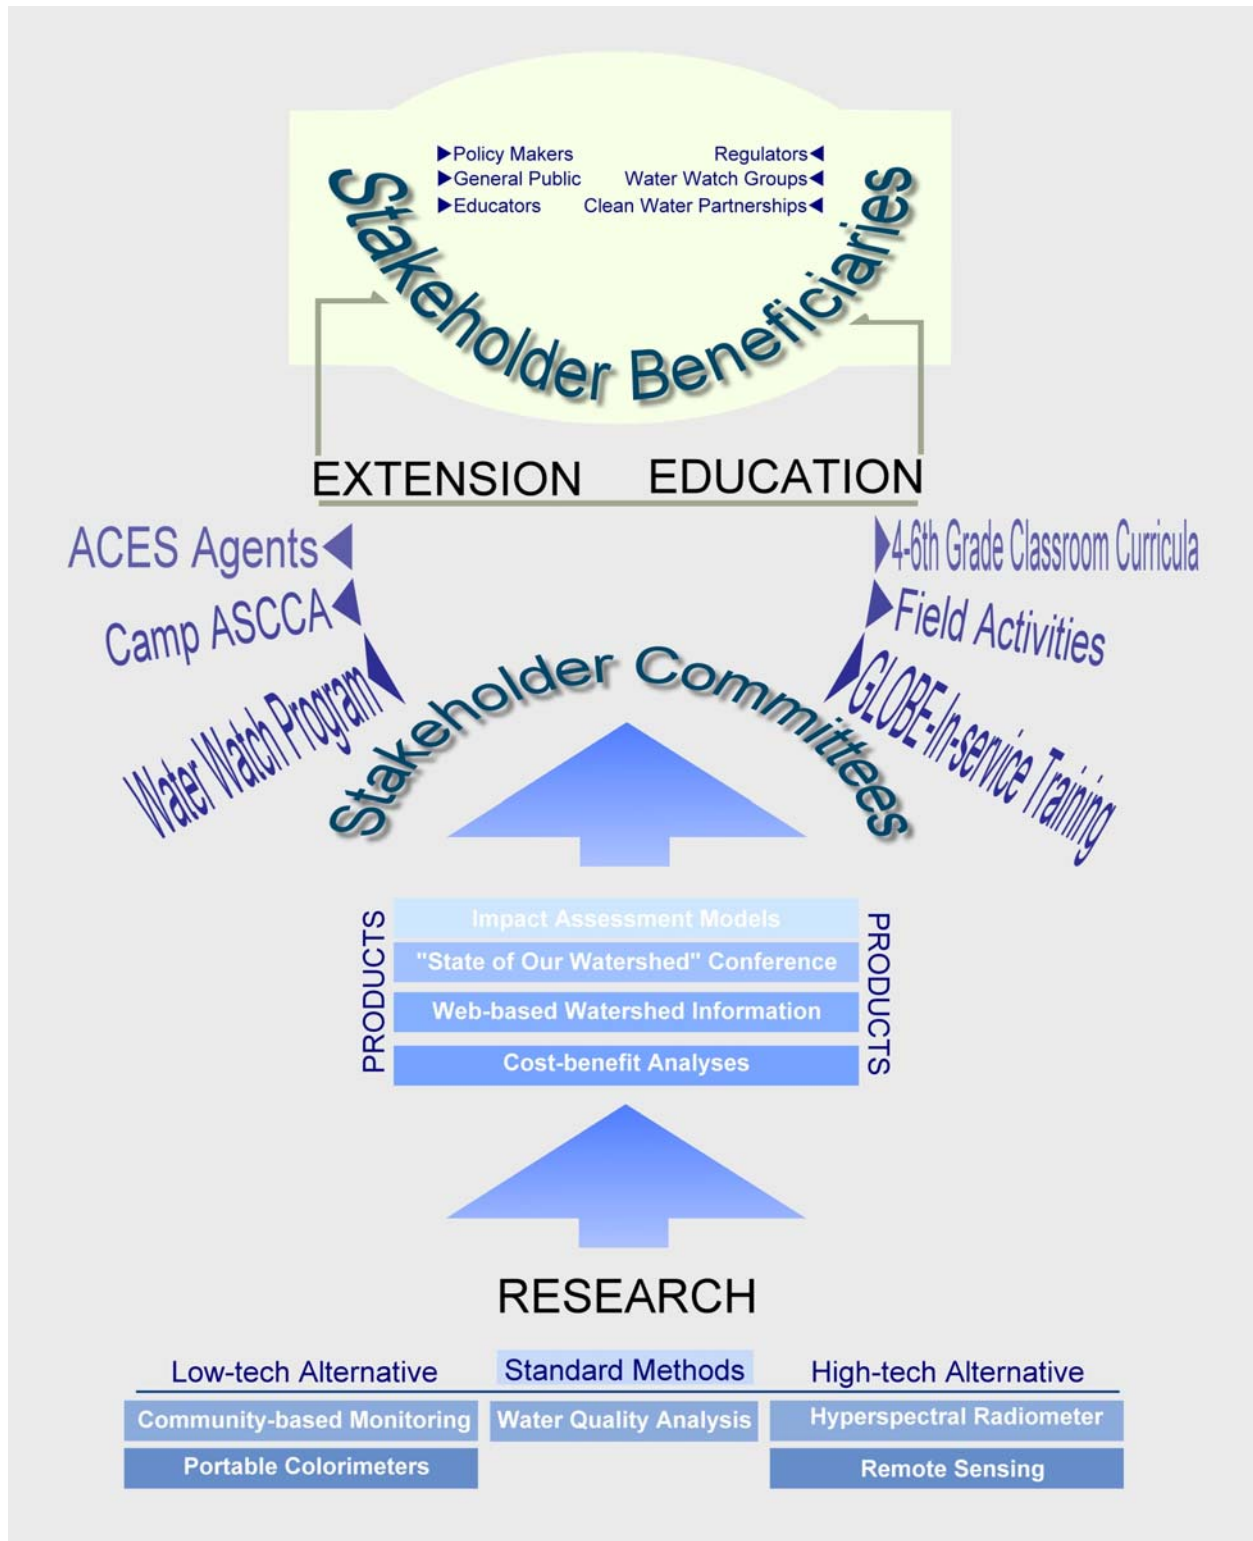 ▶Policy Makers
▶General Public
▶Educators
Regulators◀
Water Watch Groups◀
Clean Water Partnerships◀
Stakeholder Beneficiaries
EXTENSION
EDUCATION
ACES Agents
Camp ASCCA
Water Watch Program
4-6th Grade Classroom Curricula
Field Activities
GLOBE-In-service Training
Stakeholder Committees
PRODUCTS
Impact Assessment Models
"State of Our Watershed" Conference
Web-based Watershed Information
Cost-benefit Analyses
PRODUCTS
RESEARCH
Low-tech Alternative
Community-based Monitoring
Portable Colorimeters
Standard Methods
Water Quality Analysis
High-tech Alternative
Hyperspectral Radiometer
Remote Sensing